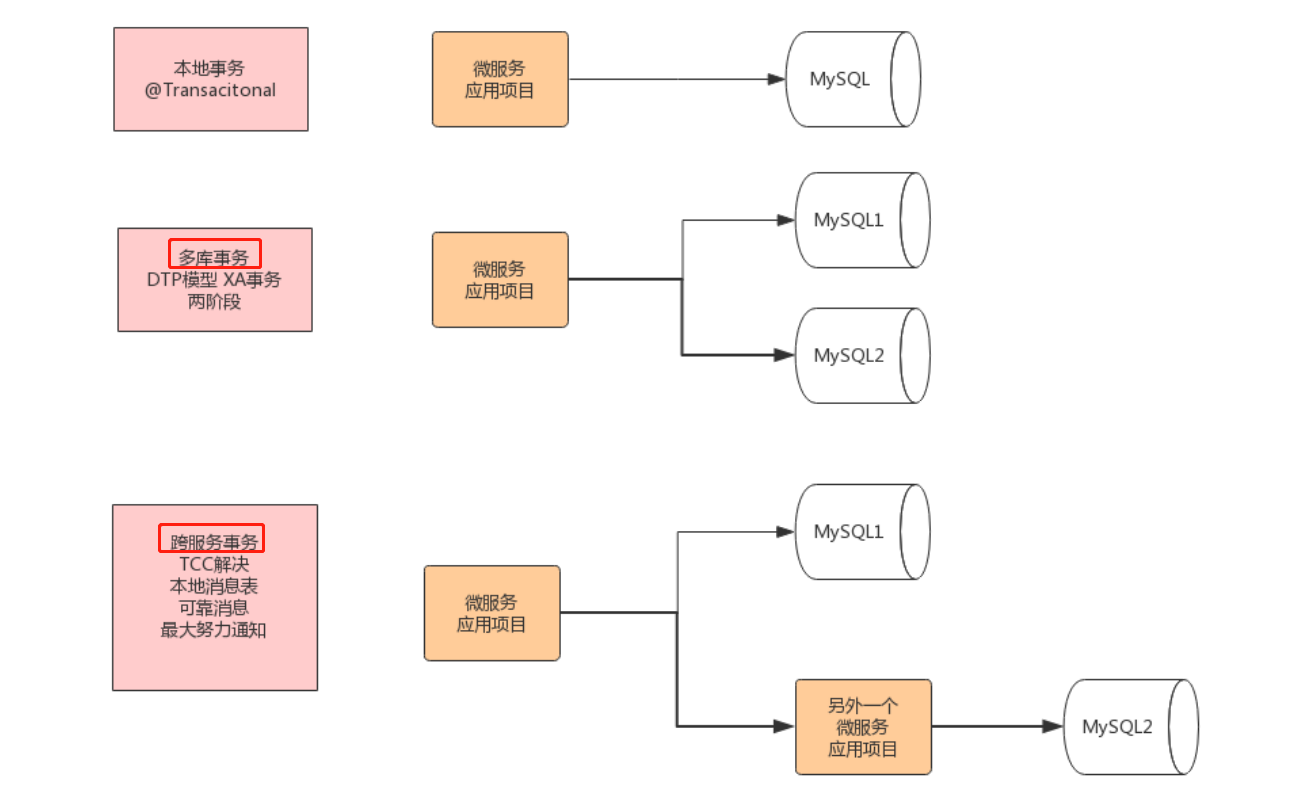 本地事务
@Transacitonal
微服务
应用项目
MySQL
多库事务
DTP模型 XA事务
两阶段
微服务
应用项目
MySQL1
MySQL2
跨服务事务
TCC解决
本地消息表
可靠消息
最大努力通知
微服务
应用项目
MySQL1
另外一个
微服务
应用项目
MySQL2